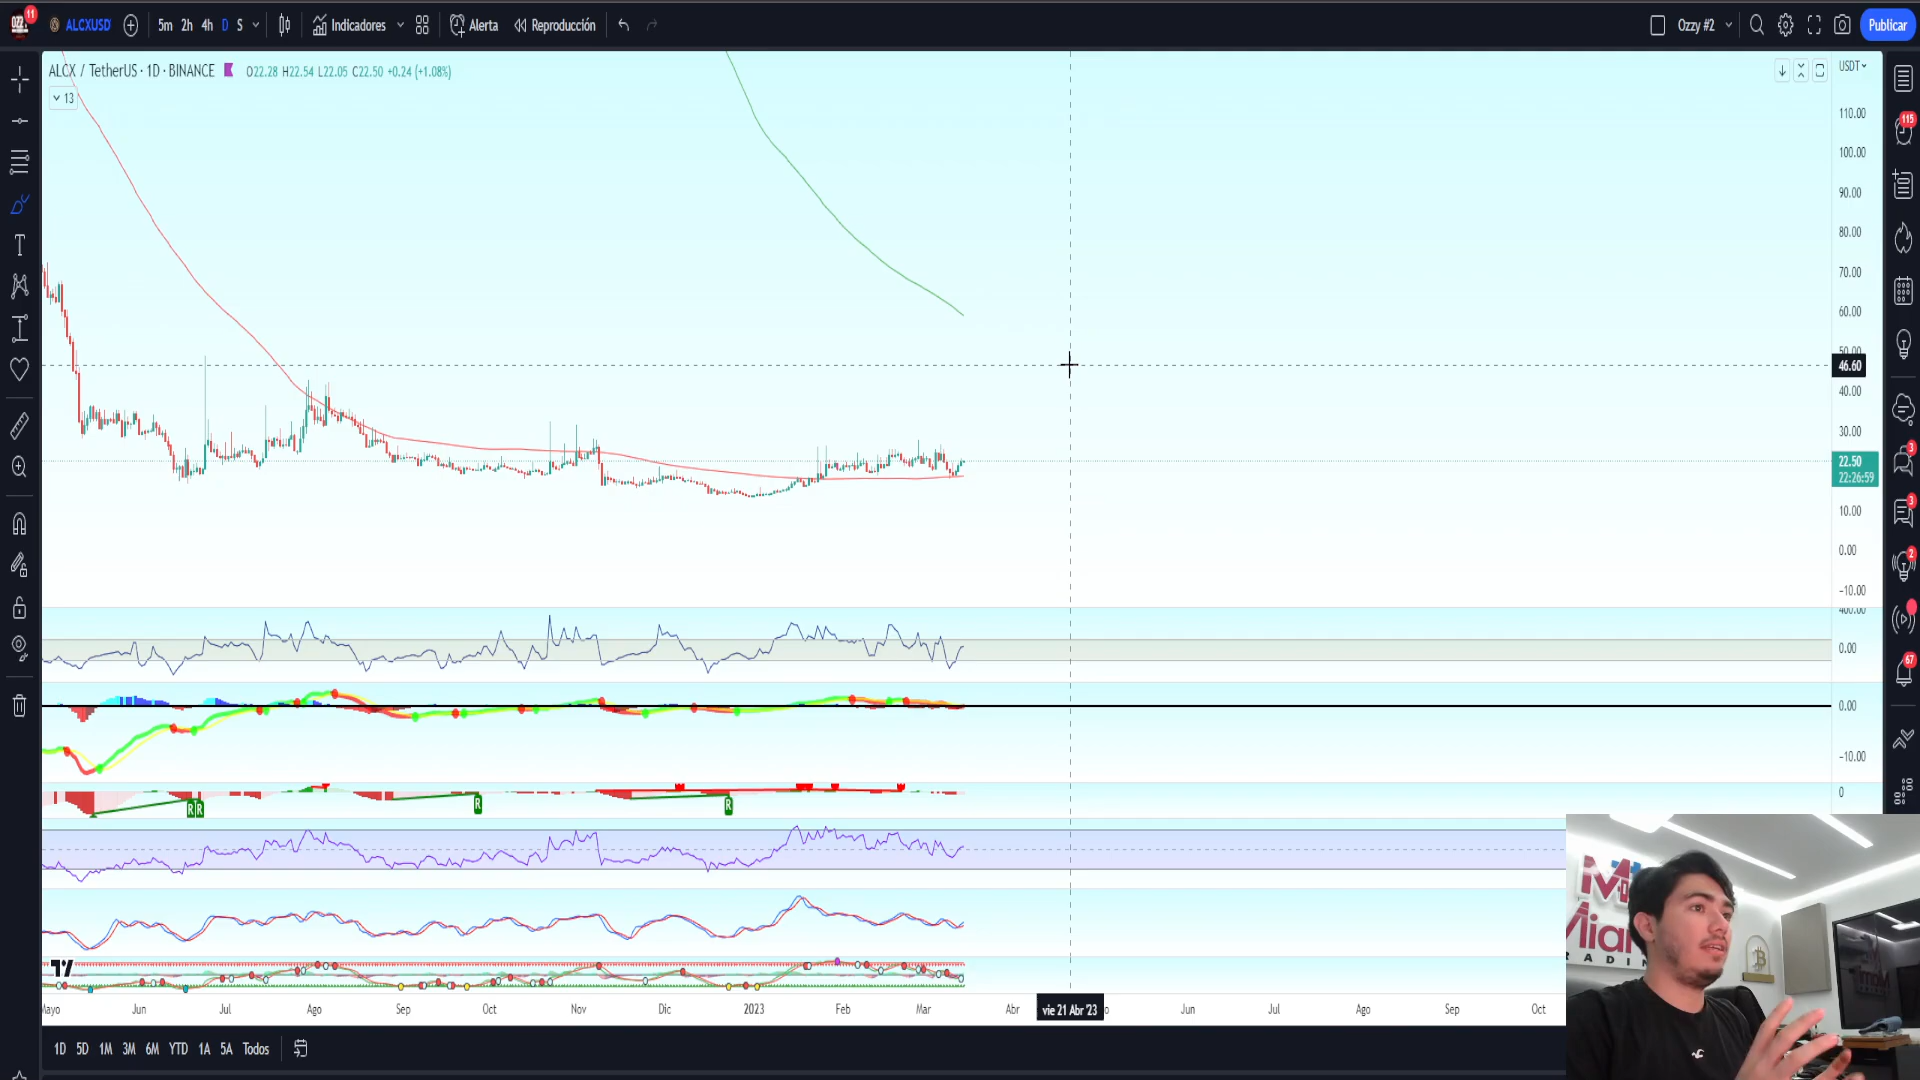 11
ALCXUSD
5m 2h 4h D S
Indicadores
Alerta
Reproducción
Ozzy #2
Publicar
ALCX / TetherUS · 1D · BINANCE O22.28 H22.54 L22.05 C22.50 +0.24 (+1.08%)
13
USDT
110.00
100.00
90.00
80.00
70.00
60.00
50.00
46.60
40.00
30.00
22.50
22:26:59
10.00
0.00
-10.00
400.00
0.00
0.00
-10.00
0
R R
R
R
115
3
3
2
67
Jun
Jul
Ago
Sep
Oct
Nov
Dic
2023
Feb
Mar
Abr
vie 21 Abr '23
Jun
Jul
Ago
Sep
Oct
1D 5D 1M 3M 6M YTD 1A 5A Todos